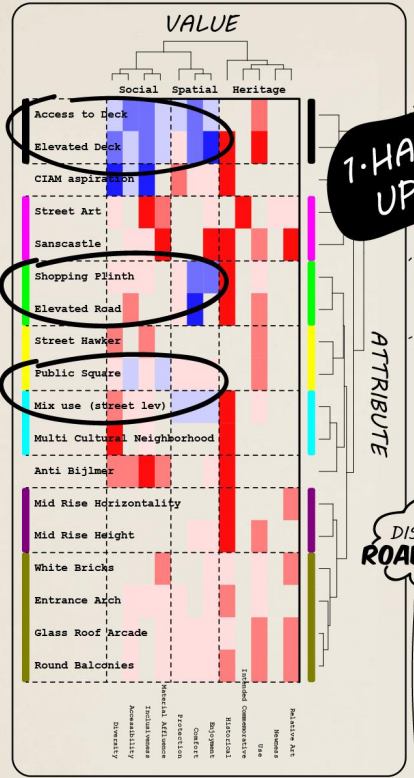 VALUE
Social Spatial Heritage
Access to Deck
Elevated Deck
CIAM aspiration
Street Art
Sanscastle
Shopping Plinth
Elevated Road
Street Hawker
Public Square
Mix use (street lev)
Multi Cultural Neighborhood
Anti Bijlmer
Mid Rise Horizontality
Mid Rise Height
White Bricks
Entrance Arch
Glass Roof Arcade
Round Balconies
Diversity
Accessibility
Inclusiveness
Material Affluence
Protection
Comfort
Enjoyment
Historical
Intended Commemorative
Use
Newness
Relative Art
ATTRIBUTE
1.HA
UP
DIS
ROA